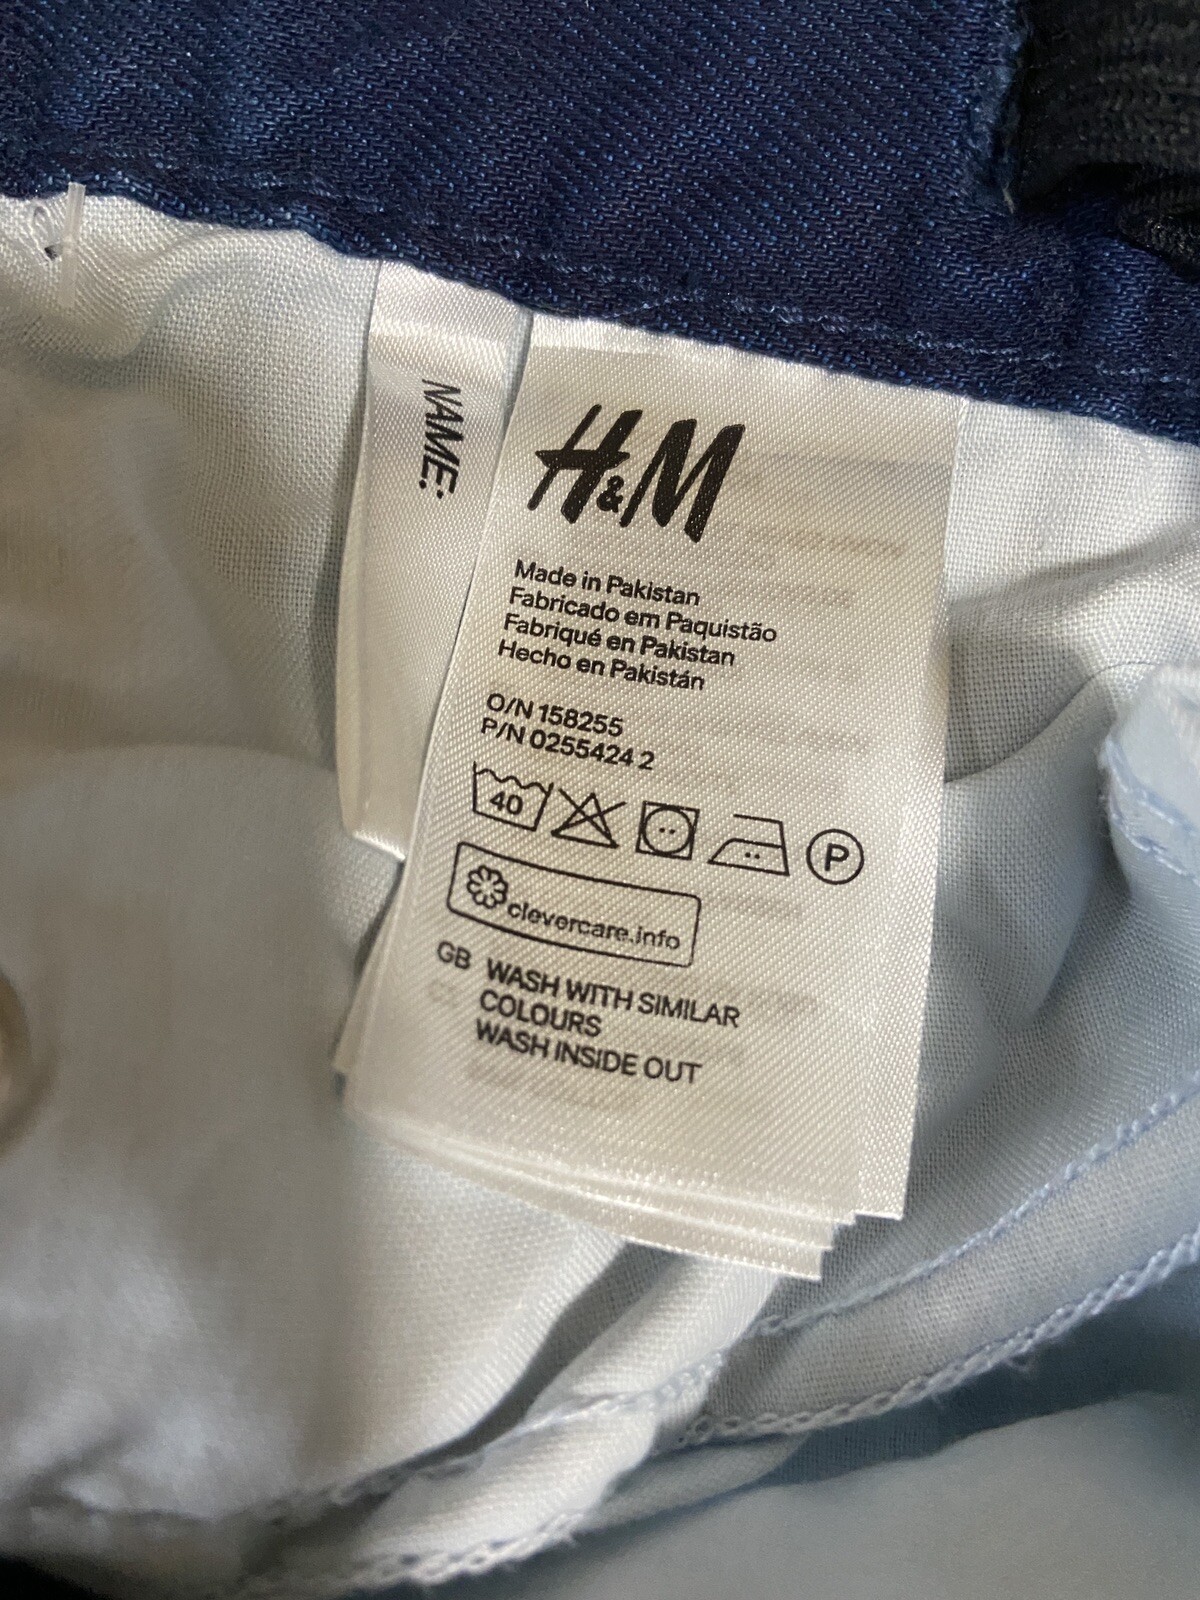 NAME:
H&M
Made in Pakistan
Fabricado em Paquistão
Fabriqué en Pakistan
Hecho en Pakistán
O/N 158255
P/N 0255424 2
40 P
clevercare.info
GB WASH WITH SIMILAR
COLOURS
WASH INSIDE OUT